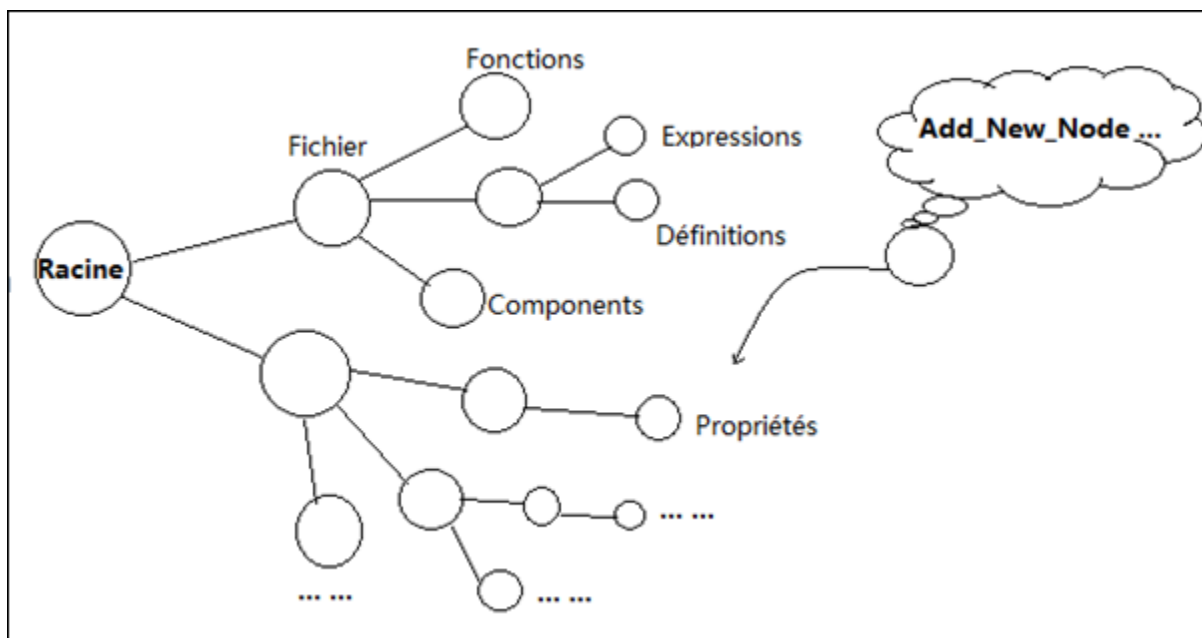 Fonctions
Add_New_Node ...
Expressions
Fichier
Définitions
Racine
Components
Propriétés
... ...
... ...
... ...